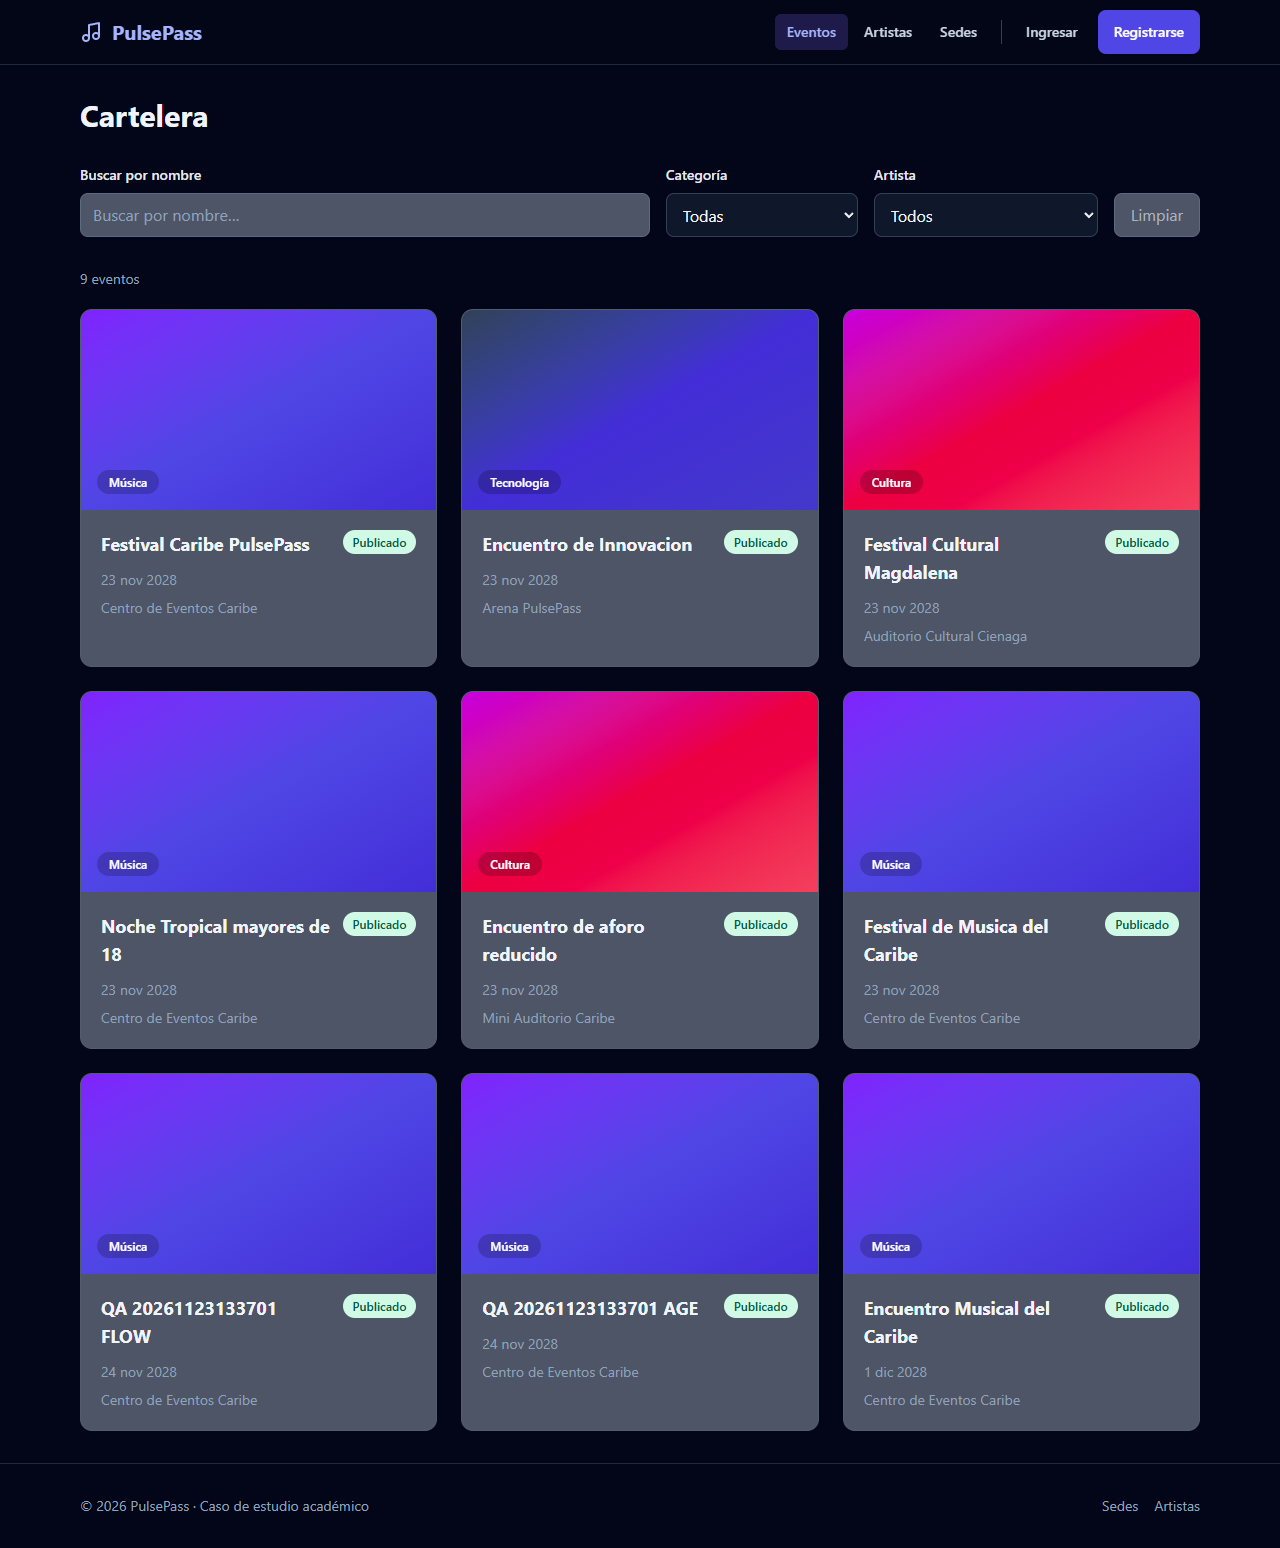 PulsePass
Eventos
Artistas
Sedes
Ingresar
Registrarse
Cartelera
Buscar por nombre
Categoría
Artista
Buscar por nombre...
Todas
Todos
Limpiar
9 eventos
Música
Tecnología
Cultura
Festival Caribe PulsePass
Publicado
23 nov 2028
Centro de Eventos Caribe
Encuentro de Innovacion
Publicado
23 nov 2028
Arena PulsePass
Festival Cultural
Magdalena
Publicado
23 nov 2028
Auditorio Cultural Cienaga
Música
Cultura
Música
Noche Tropical mayores de
18
Publicado
23 nov 2028
Centro de Eventos Caribe
Encuentro de aforo
reducido
Publicado
23 nov 2028
Mini Auditorio Caribe
Festival de Musica del
Caribe
Publicado
23 nov 2028
Centro de Eventos Caribe
Música
Música
Música
QA 20261123133701
FLOW
Publicado
24 nov 2028
Centro de Eventos Caribe
QA 20261123133701 AGE
Publicado
24 nov 2028
Centro de Eventos Caribe
Encuentro Musical del
Caribe
Publicado
1 dic 2028
Centro de Eventos Caribe
© 2026 PulsePass · Caso de estudio académico
Sedes
Artistas